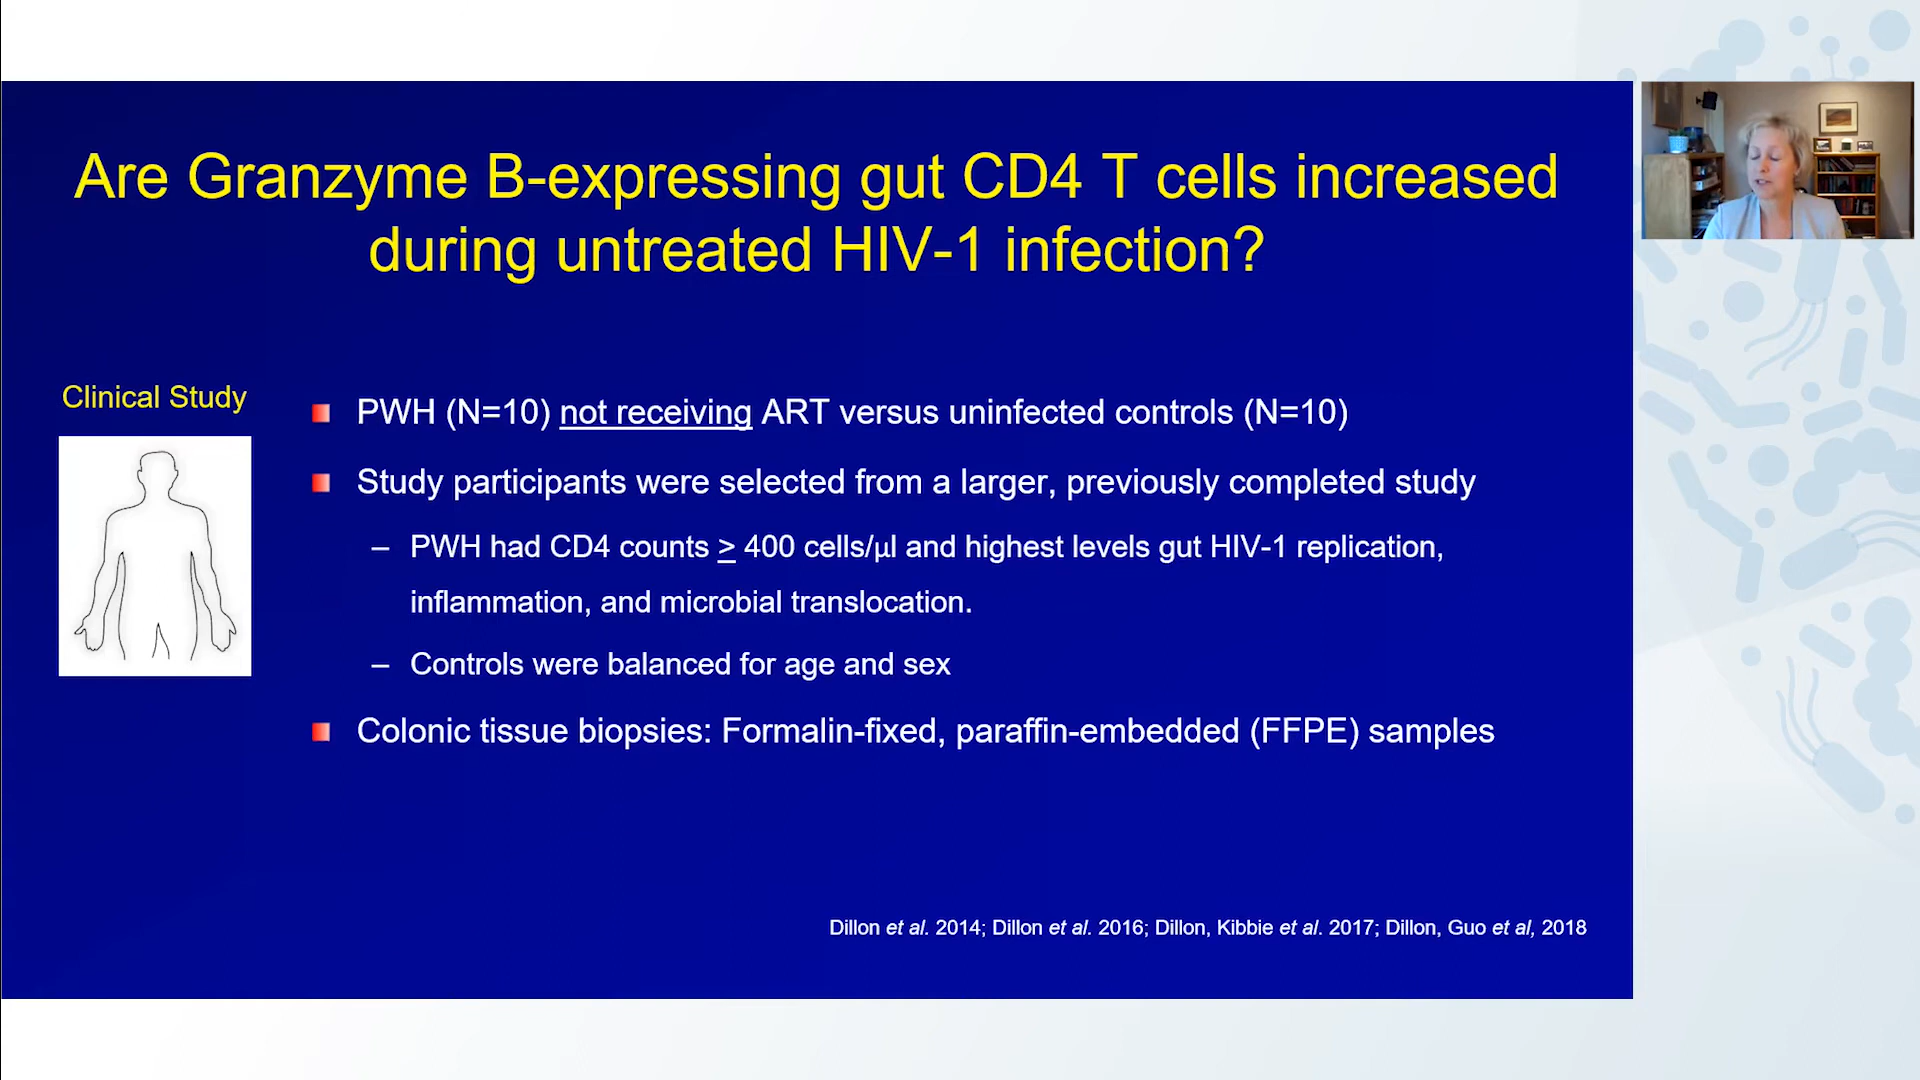 Are Granzyme B-expressing gut CD4 T cells increased
during untreated HIV-1 infection?
Clinical Study
PWH (N=10) not receiving ART versus uninfected controls (N=10)
Study participants were selected from a larger, previously completed study
– PWH had CD4 counts ≥ 400 cells/µl and highest levels gut HIV-1 replication,
inflammation, and microbial translocation.
– Controls were balanced for age and sex
Colonic tissue biopsies: Formalin-fixed, paraffin-embedded (FFPE) samples
Dillon et al. 2014; Dillon et al. 2016; Dillon, Kibbie et al. 2017; Dillon, Guo et al, 2018